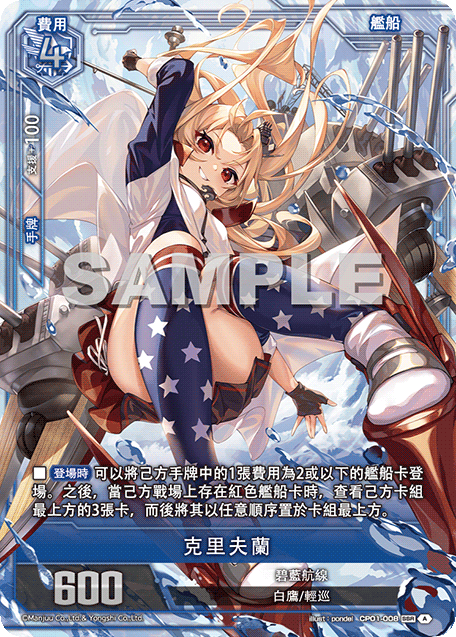 費用
艦船
4
手牌 / 支援 +100
SAMPLE
■ 登場時 可以將己方手牌中的1張費用為2或以下的艦船卡登
場。之後，當己方戰場上存在紅色艦船卡時，查看己方卡組
最上方的3張卡，而後將其以任意順序置於卡組最上方。
克里夫蘭
600
碧藍航線
白鷹/輕巡
©Manjuu Co.,Ltd.& Yongshi Co.,Ltd.
illust：pondel CP01-008 SSR A